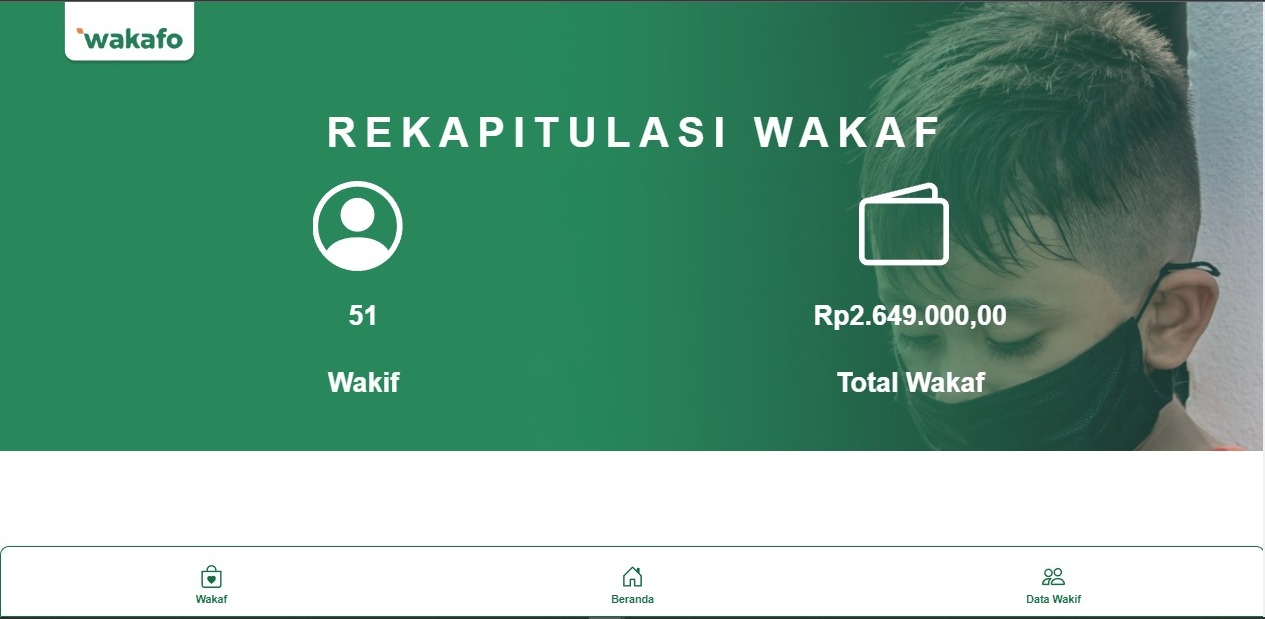 wakafo
REKAPITULASI WAKAF
51
Wakif
Rp2.649.000,00
Total Wakaf
Wakaf
Beranda
Data Wakif